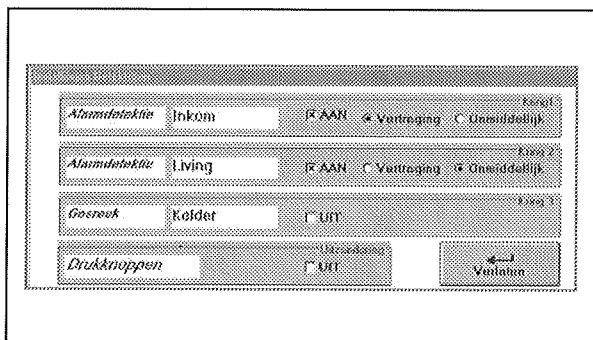 Kring 1
Alarmdetektie Inkom AAN Vertraging Onmiddellijk
Kring 2
Alarmdetektie Living AAN Vertraging Onmiddellijk
Kring 3
Gasreuk Kelder UIT
Uitzondering
Drukknoppen UIT
Verlaten